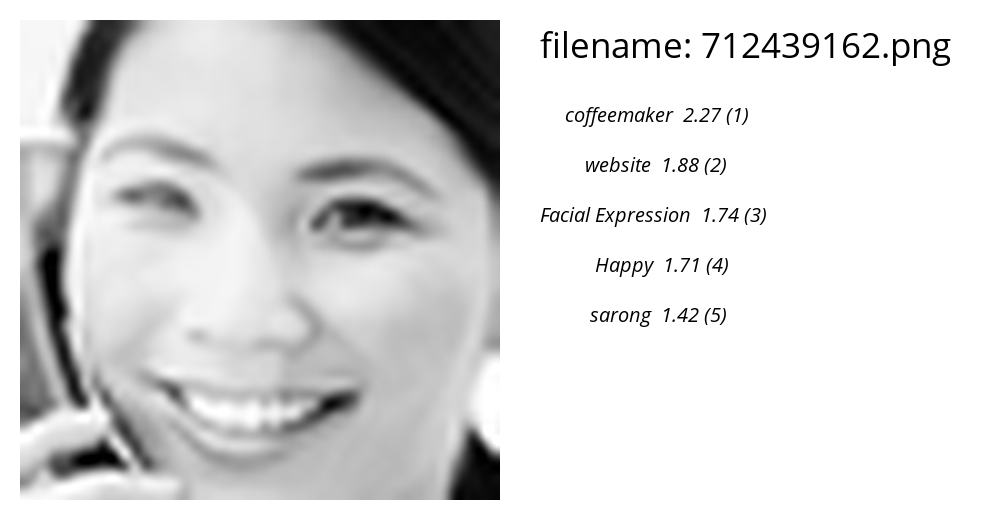 filename: 712439162.png
coffeemaker 2.27 (1)
website 1.88 (2)
Facial Expression 1.74 (3)
Happy 1.71 (4)
sarong 1.42 (5)